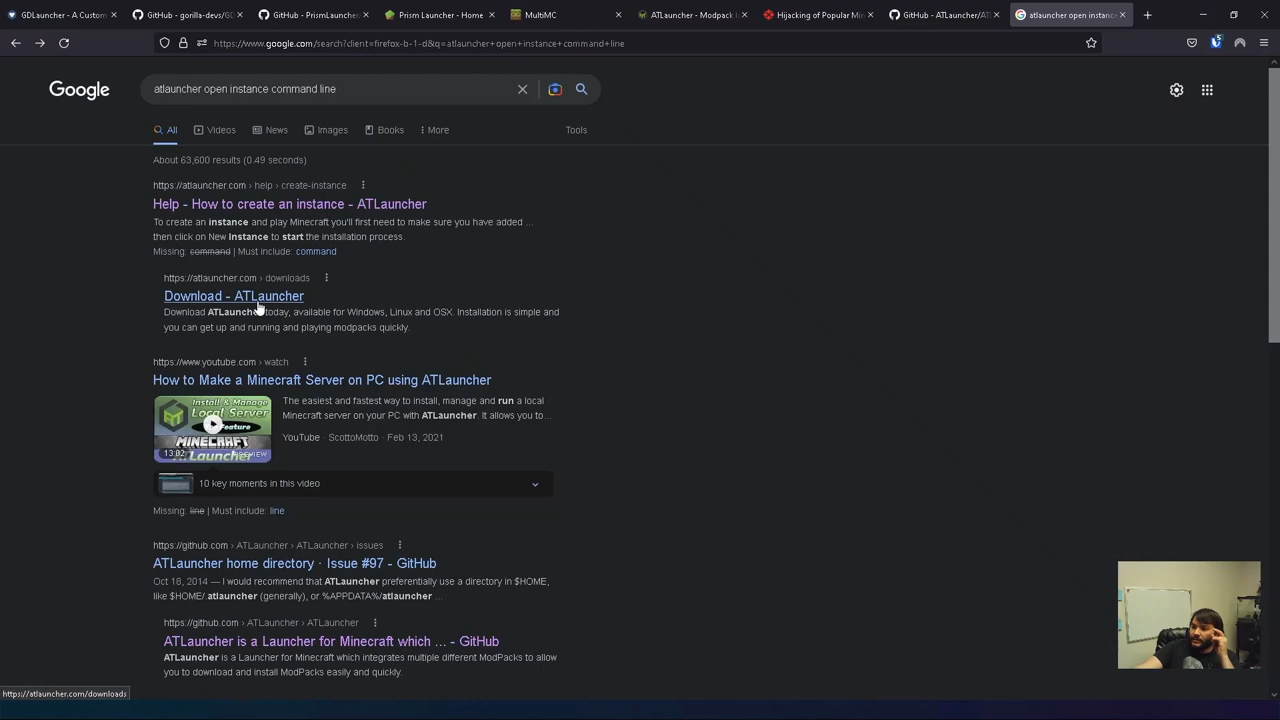 GDLauncher - A Custom
GitHub - gorilla-devs/GD
GitHub - PrismLauncher
Prism Launcher - Home
MultiMC
ATLauncher - Modpack
Hijacking of Popular Min
GitHub - ATLauncher/AT
atlauncher open instance
https://www.google.com/search?client=firefox-b-1-d&q=atlauncher+open+instance+command+line
Google
atlauncher open instance command line
All
Videos
News
Images
Books
More
Tools
About 63,600 results (0.49 seconds)
https://atlauncher.com › help › create-instance
Help - How to create an instance - ATLauncher
To create an instance and play Minecraft you'll first need to make sure you have added ...
then click on New Instance to start the installation process.
Missing: command | Must include: command
https://atlauncher.com › downloads
Download - ATLauncher
Download ATLauncher today, available for Windows, Linux and OSX. Installation is simple and
you can get up and running and playing modpacks quickly.
https://www.youtube.com › watch
How to Make a Minecraft Server on PC using ATLauncher
Install & Manage
Local Server
Feature
MINECRAFT
ATLauncher
13:02
PREVIEW
The easiest and fastest way to install, manage and run a local
Minecraft server on your PC with ATLauncher. It allows you to...
YouTube · ScottoMotto · Feb 13, 2021
10 key moments in this video
Missing: line | Must include: line
https://github.com › ATLauncher › ATLauncher › issues
ATLauncher home directory · Issue #97 - GitHub
Oct 18, 2014 — I would recommend that ATLauncher preferentially use a directory in $HOME,
like $HOME/.atlauncher (generally), or %APPDATA%/atlauncher ...
https://github.com › ATLauncher › ATLauncher
ATLauncher is a Launcher for Minecraft which ... - GitHub
ATLauncher is a Launcher for Minecraft which integrates multiple different ModPacks to allow
you to download and install ModPacks easily and quickly.
https://atlauncher.com/downloads